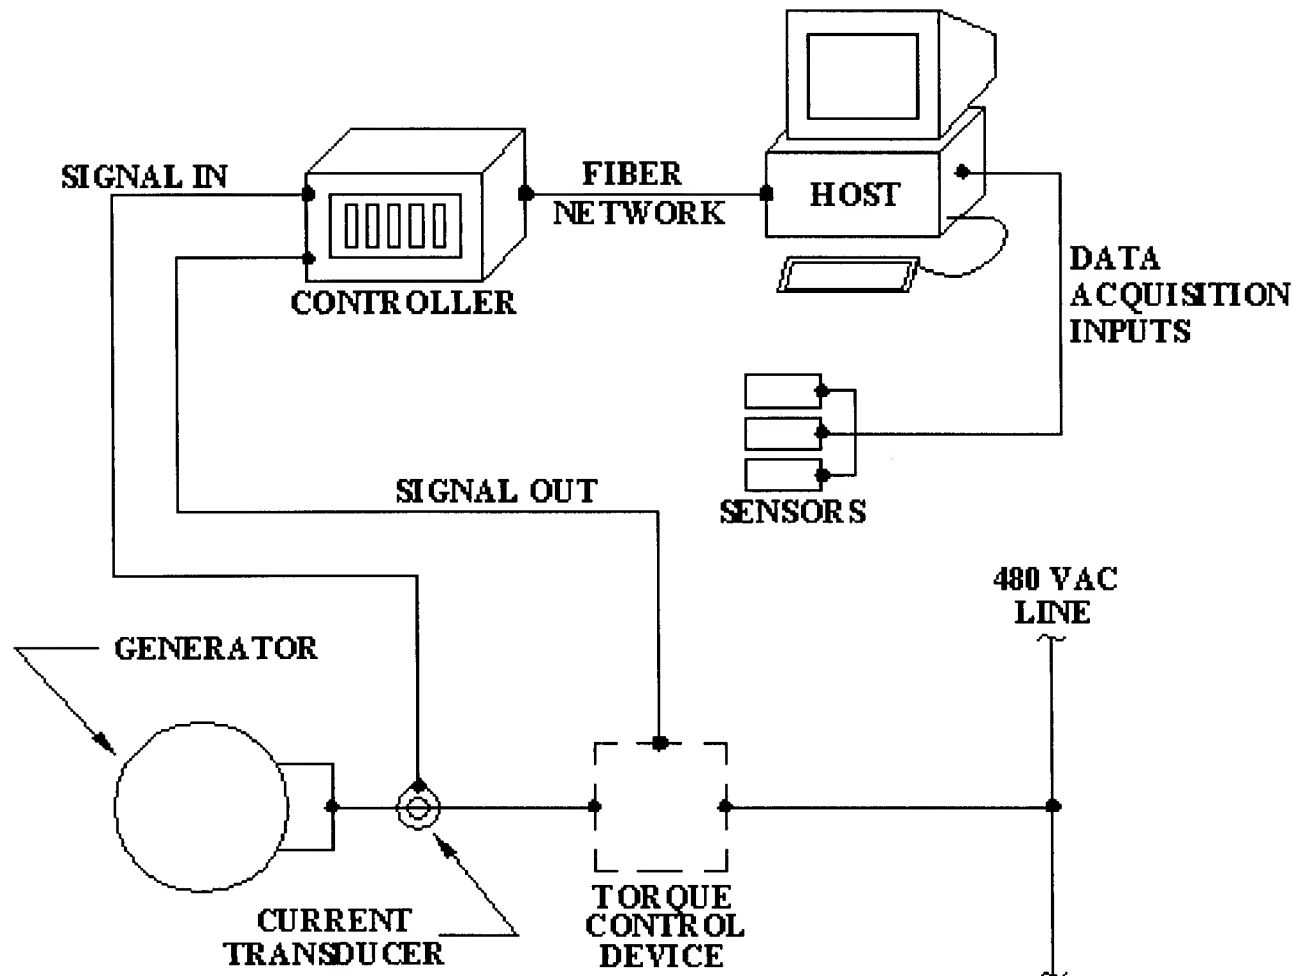 SIGNAL IN
FIBER
NETWORK
HOST
CONTROLLER
DATA
ACQUISITION
INPUTS
SIGNAL OUT
SENSORS
480 VAC
LINE
GENERATOR
CURRENT
TRANSDUCER
TORQUE
CONTROL
DEVICE